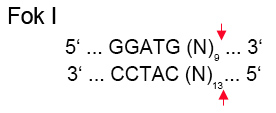 Fok I
5‘ ... GGATG (N)9 ... 3‘
3‘ ... CCTAC (N)13... 5‘